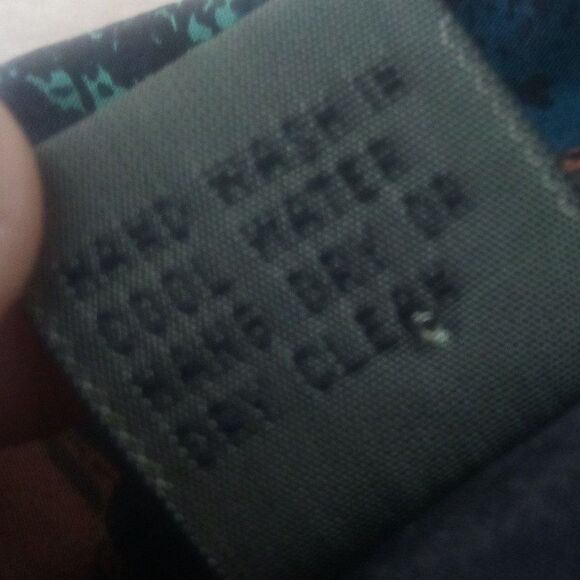 HAND WASH IN
COOL WATER
HANG DRY OR
DRY CLEAN